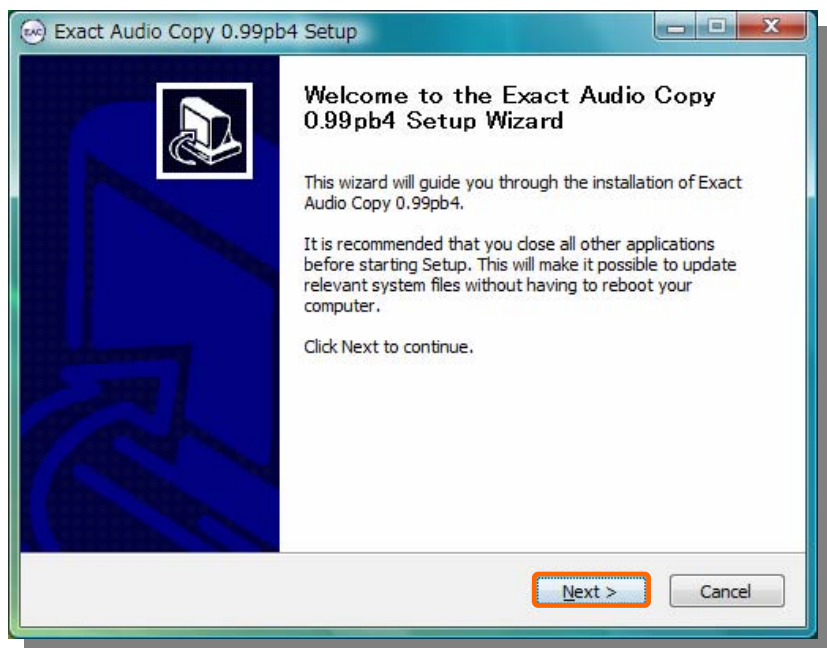 EAC Exact Audio Copy 0.99pb4 Setup
Welcome to the Exact Audio Copy
0.99pb4 Setup Wizard
This wizard will guide you through the installation of Exact
Audio Copy 0.99pb4.
It is recommended that you close all other applications
before starting Setup. This will make it possible to update
relevant system files without having to reboot your
computer.
Click Next to continue.
Next >
Cancel